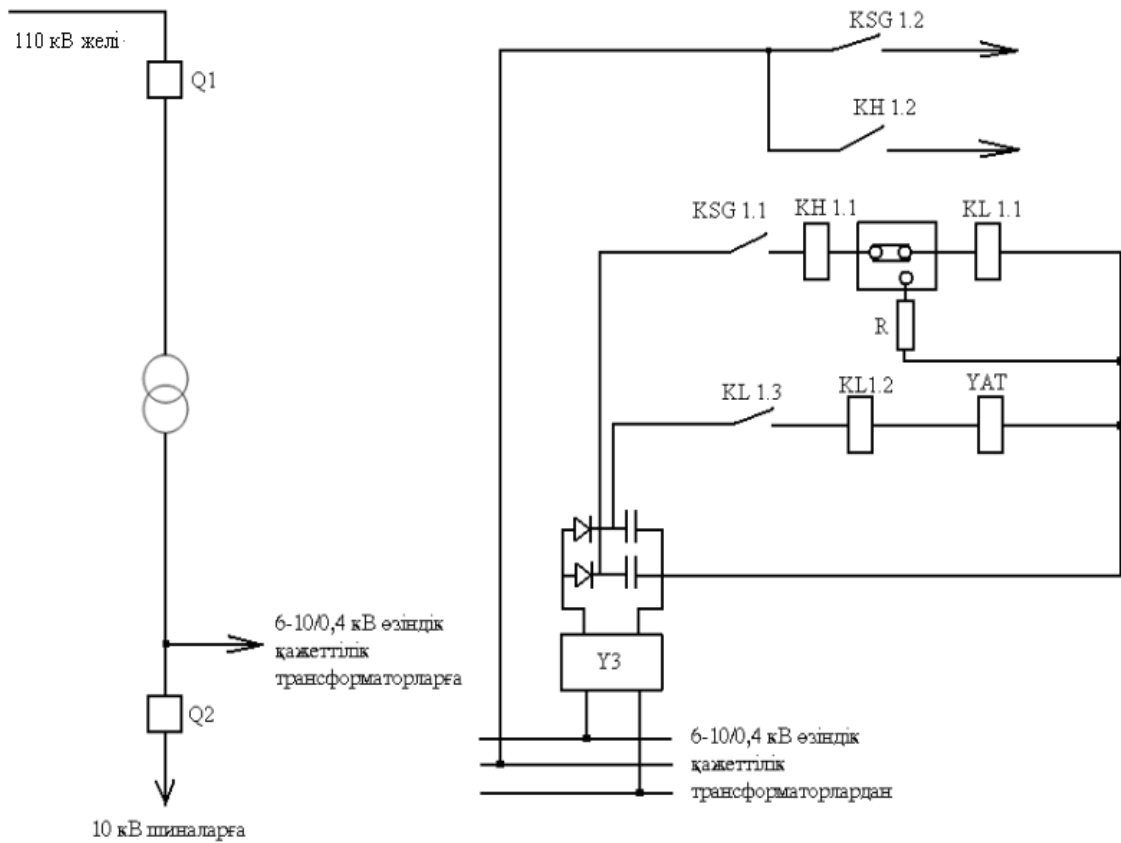 110 кВ желі
Q1
6-10/0,4 кВ өзіндік
қажеттілік
трансформаторларға
Q2
10 кВ шиналарға
KSG 1.2
KH 1.2
KSG 1.1
KH 1.1
KL 1.1
R
KL 1.3
KL1.2
YAT
УЗ
6-10/0,4 кВ өзіндік
қажеттілік
трансформаторлардан